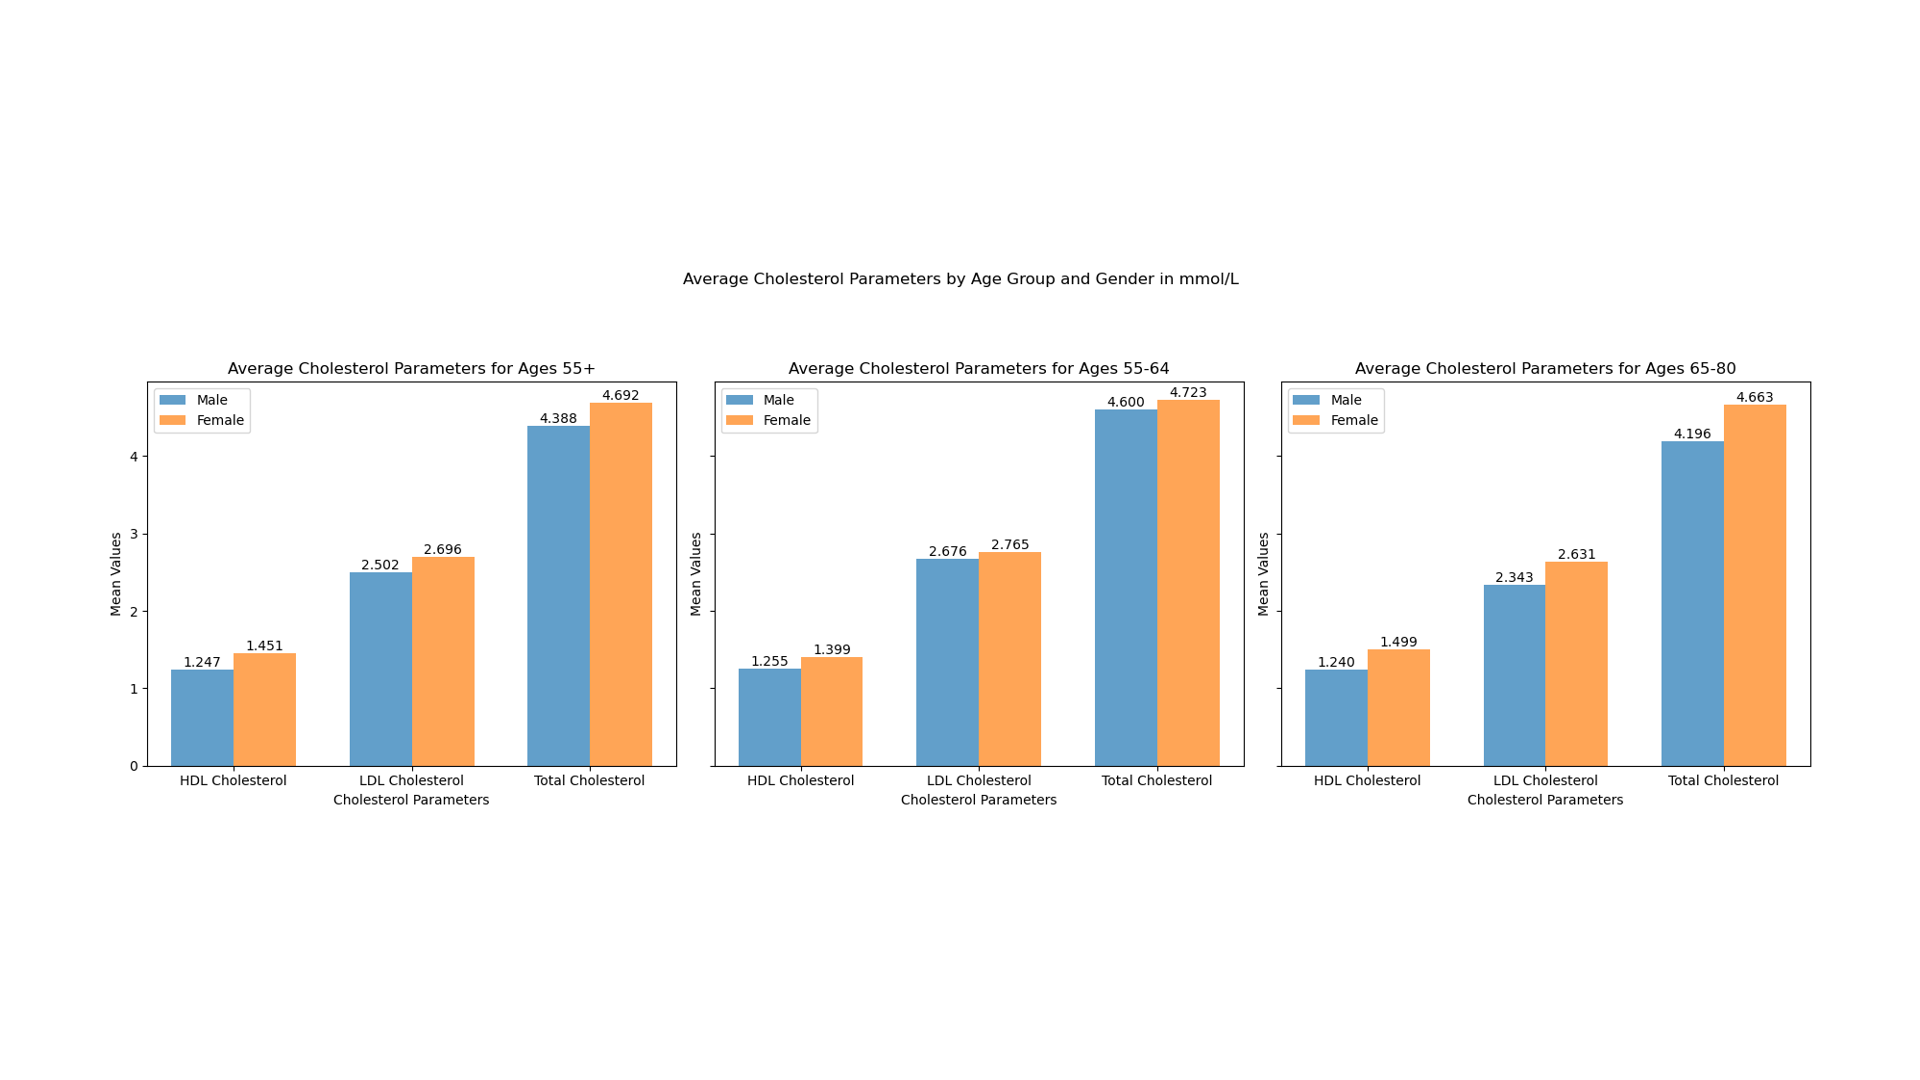 Average Cholesterol Parameters by Age Group and Gender in mmol/L
Average Cholesterol Parameters for Ages 55+
Male
Female
4.388
4.692
2.502
2.696
1.247
1.451
4
3
2
1
0
Mean Values
HDL Cholesterol
LDL Cholesterol
Total Cholesterol
Cholesterol Parameters
Average Cholesterol Parameters for Ages 55-64
Male
Female
4.600
4.723
2.676
2.765
1.255
1.399
Mean Values
HDL Cholesterol
LDL Cholesterol
Total Cholesterol
Cholesterol Parameters
Average Cholesterol Parameters for Ages 65-80
Male
Female
4.196
4.663
2.343
2.631
1.240
1.499
Mean Values
HDL Cholesterol
LDL Cholesterol
Total Cholesterol
Cholesterol Parameters